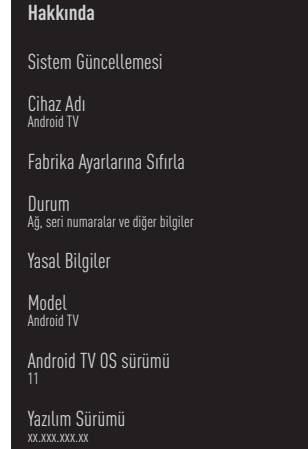 Hakkında
Sistem Güncellemesi
Cihaz Adı
Android TV
Fabrika Ayarlarına Sıfırla
Durum
Ağ, seri numaralar ve diğer bilgiler
Yasal Bilgiler
Model
Android TV
Android TV OS sürümü
11
Yazılım Sürümü
xx.xxx.xxx.xx